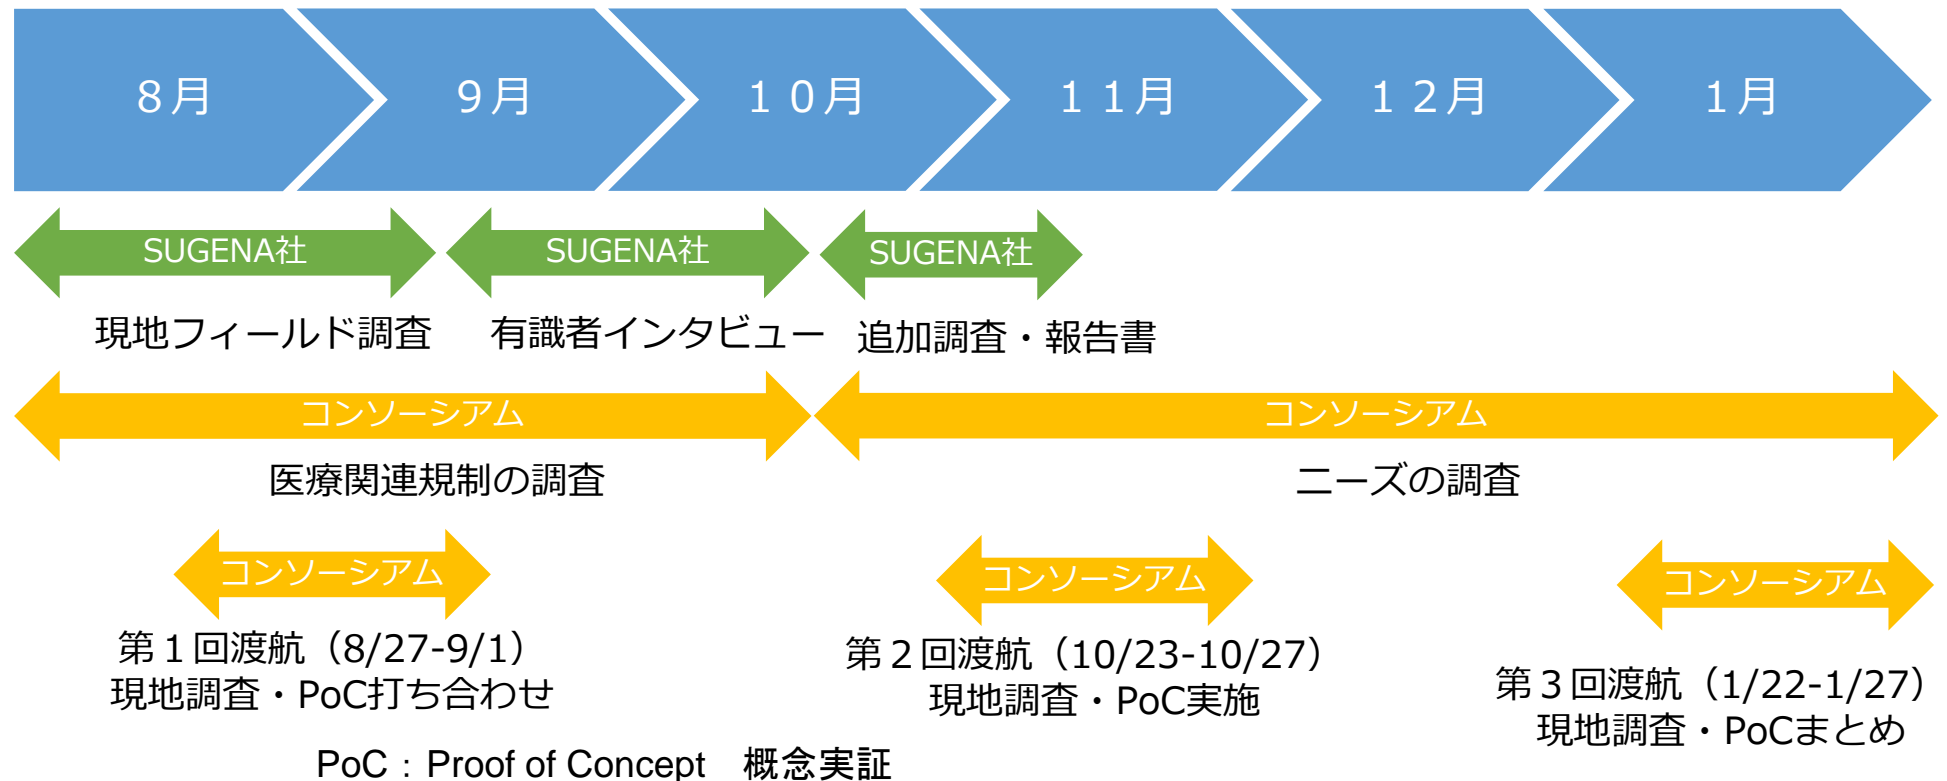 ８月
９月
１０月
１１月
１２月
１月
SUGENA社
SUGENA社
SUGENA社
現地フィールド調査
有識者インタビュー
追加調査・報告書
コンソーシアム
コンソーシアム
医療関連規制の調査
ニーズの調査
コンソーシアム
コンソーシアム
コンソーシアム
第１回渡航（8/27-9/1）
現地調査・PoC打ち合わせ
第２回渡航（10/23-10/27）
現地調査・PoC実施
第３回渡航（1/22-1/27）
現地調査・PoCまとめ
PoC：Proof of Concept　概念実証